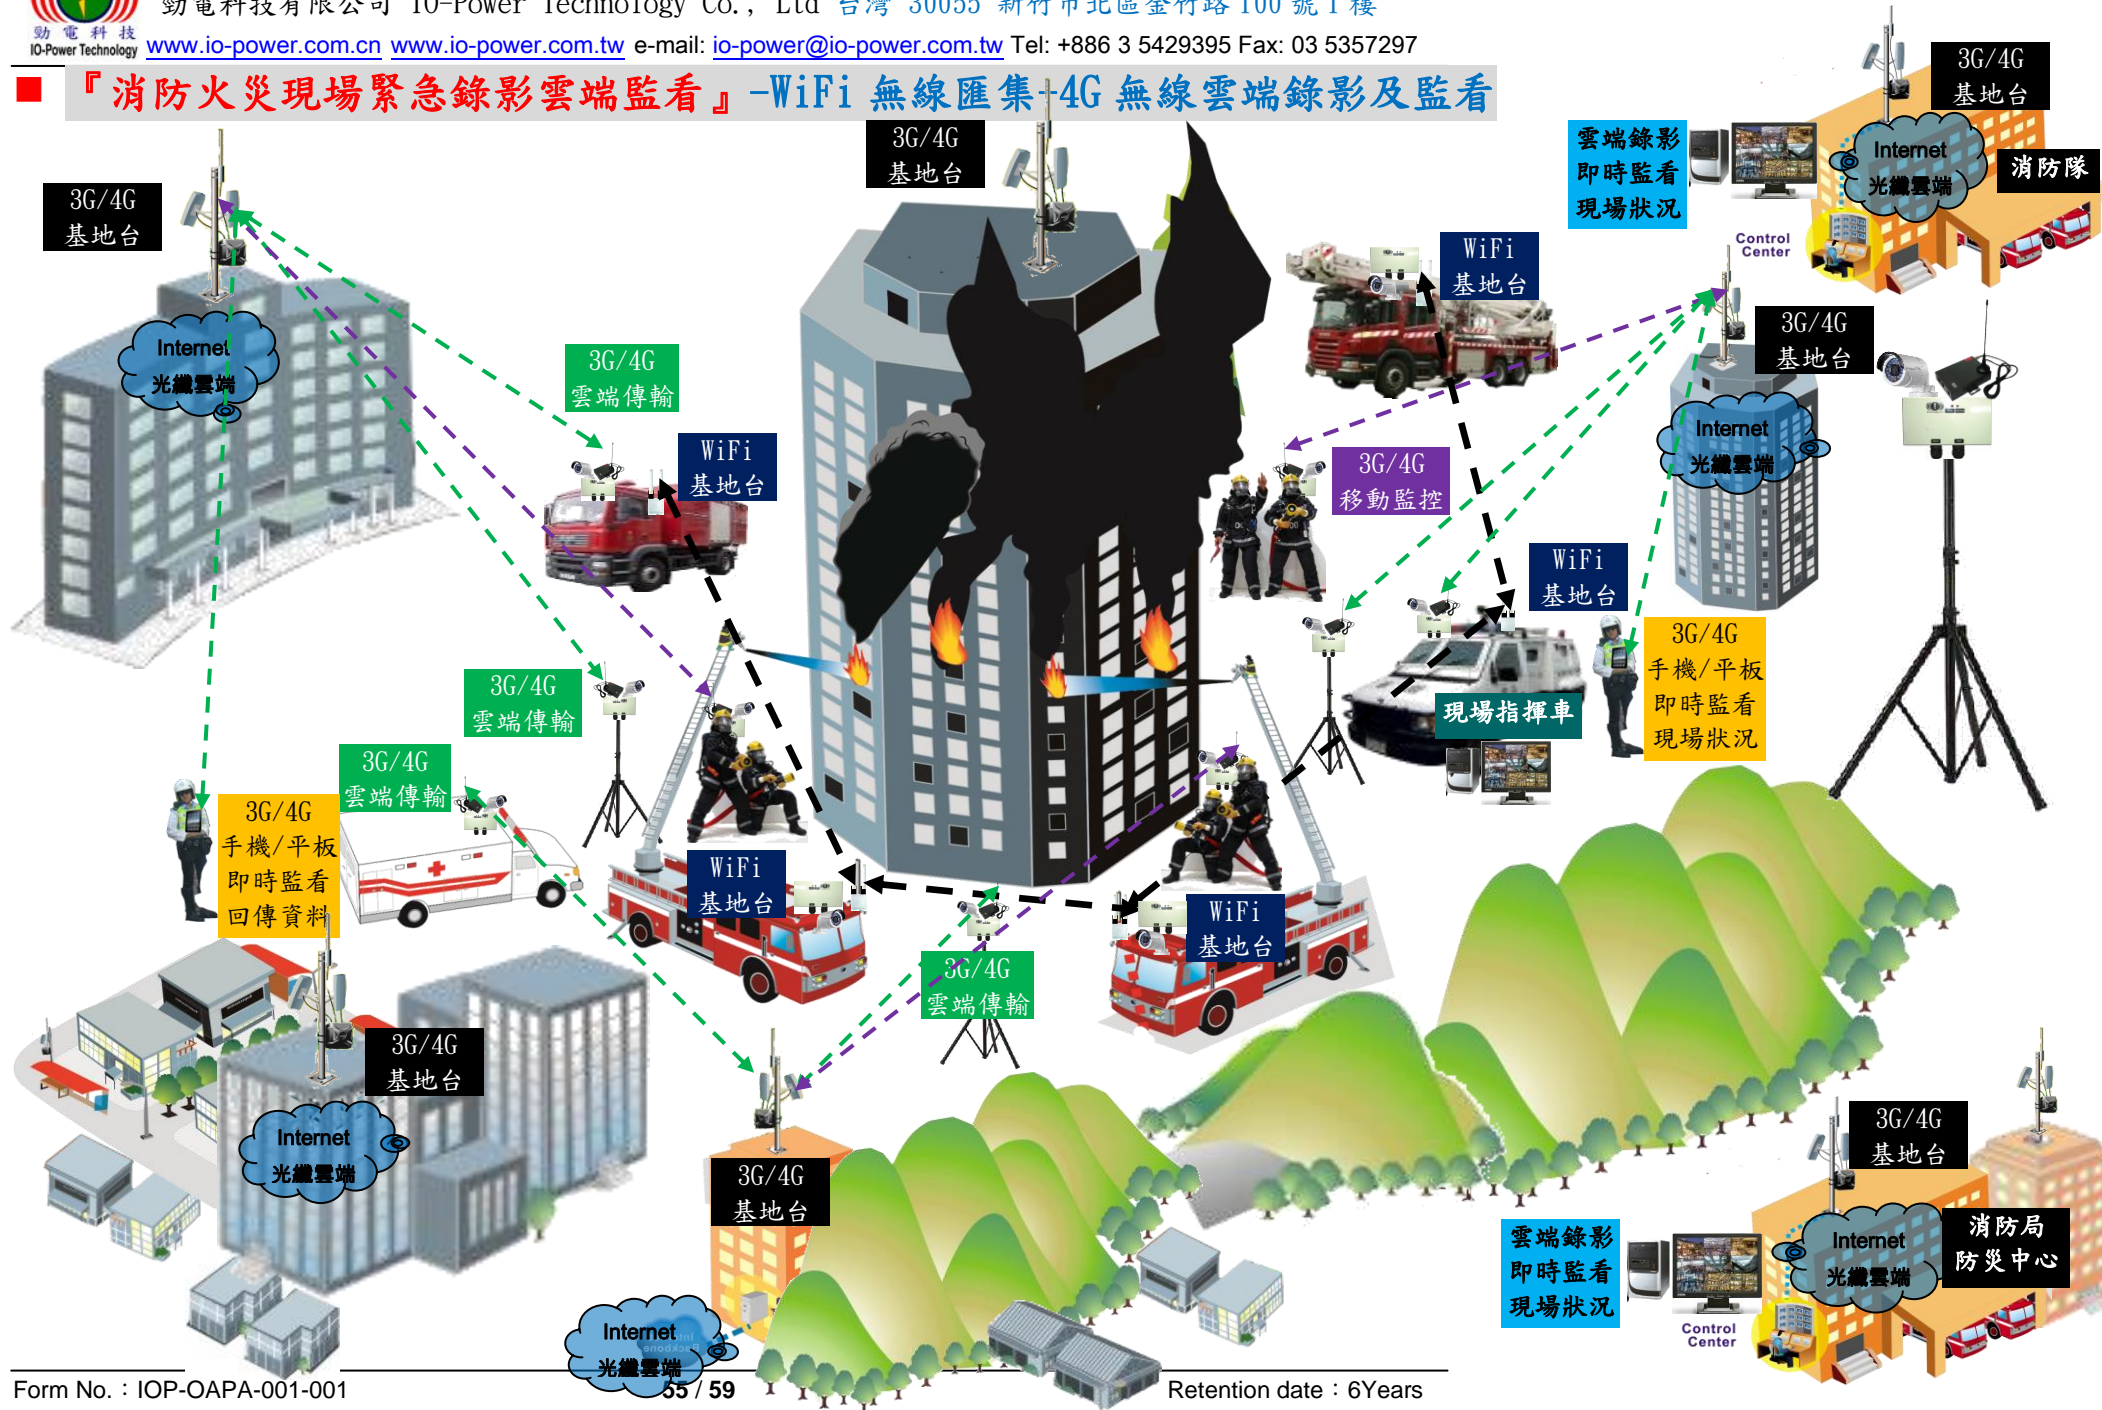 勁電科技有限公司 IO-Power Technology Co., Ltd 台灣 30055 新竹市北區金竹路 100 號 1 樓
勁電科技
IO-Power Technology
www.io-power.com.cn www.io-power.com.tw e-mail: io-power@io-power.com.tw Tel: +886 3 5429395 Fax: 03 5357297
■ 『消防火災現場緊急錄影雲端監看』-WiFi 無線匯集-4G 無線雲端錄影及監看
3G/4G
基地台
雲端錄影
即時監看
現場狀況
Internet
光纖雲端
消防隊
Control
Center
3G/4G
基地台
3G/4G
基地台
WiFi
基地台
3G/4G
基地台
Internet
光纖雲端
3G/4G
雲端傳輸
WiFi
基地台
3G/4G
移動監控
Internet
光纖雲端
WiFi
基地台
3G/4G
手機/平板
即時監看
現場狀況
現場指揮車
3G/4G
雲端傳輸
3G/4G
雲端傳輸
3G/4G
手機/平板
即時監看
回傳資料
WiFi
基地台
WiFi
基地台
3G/4G
雲端傳輸
3G/4G
基地台
Internet
光纖雲端
3G/4G
基地台
3G/4G
基地台
雲端錄影
即時監看
現場狀況
Internet
光纖雲端
消防局
防災中心
Control
Center
Internet
光纖雲端
Form No.：IOP-OAPA-001-001
55 / 59
Retention date：6Years